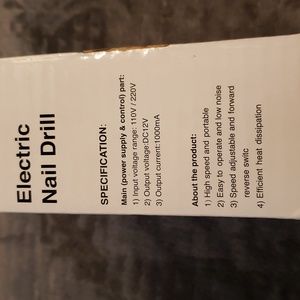 Electric
Nail Drill
SPECIFICATION:
Main (power supply & control) part:
1) Input voltage range: 110V / 220V
2) Output voltage:DC12V
3) Output current:1000mA
About the product:
1) High speed and portable
2) Easy to operate and low noise
3) Speed adjustable and forward
reverse switc
4) Efficient heat dissipation